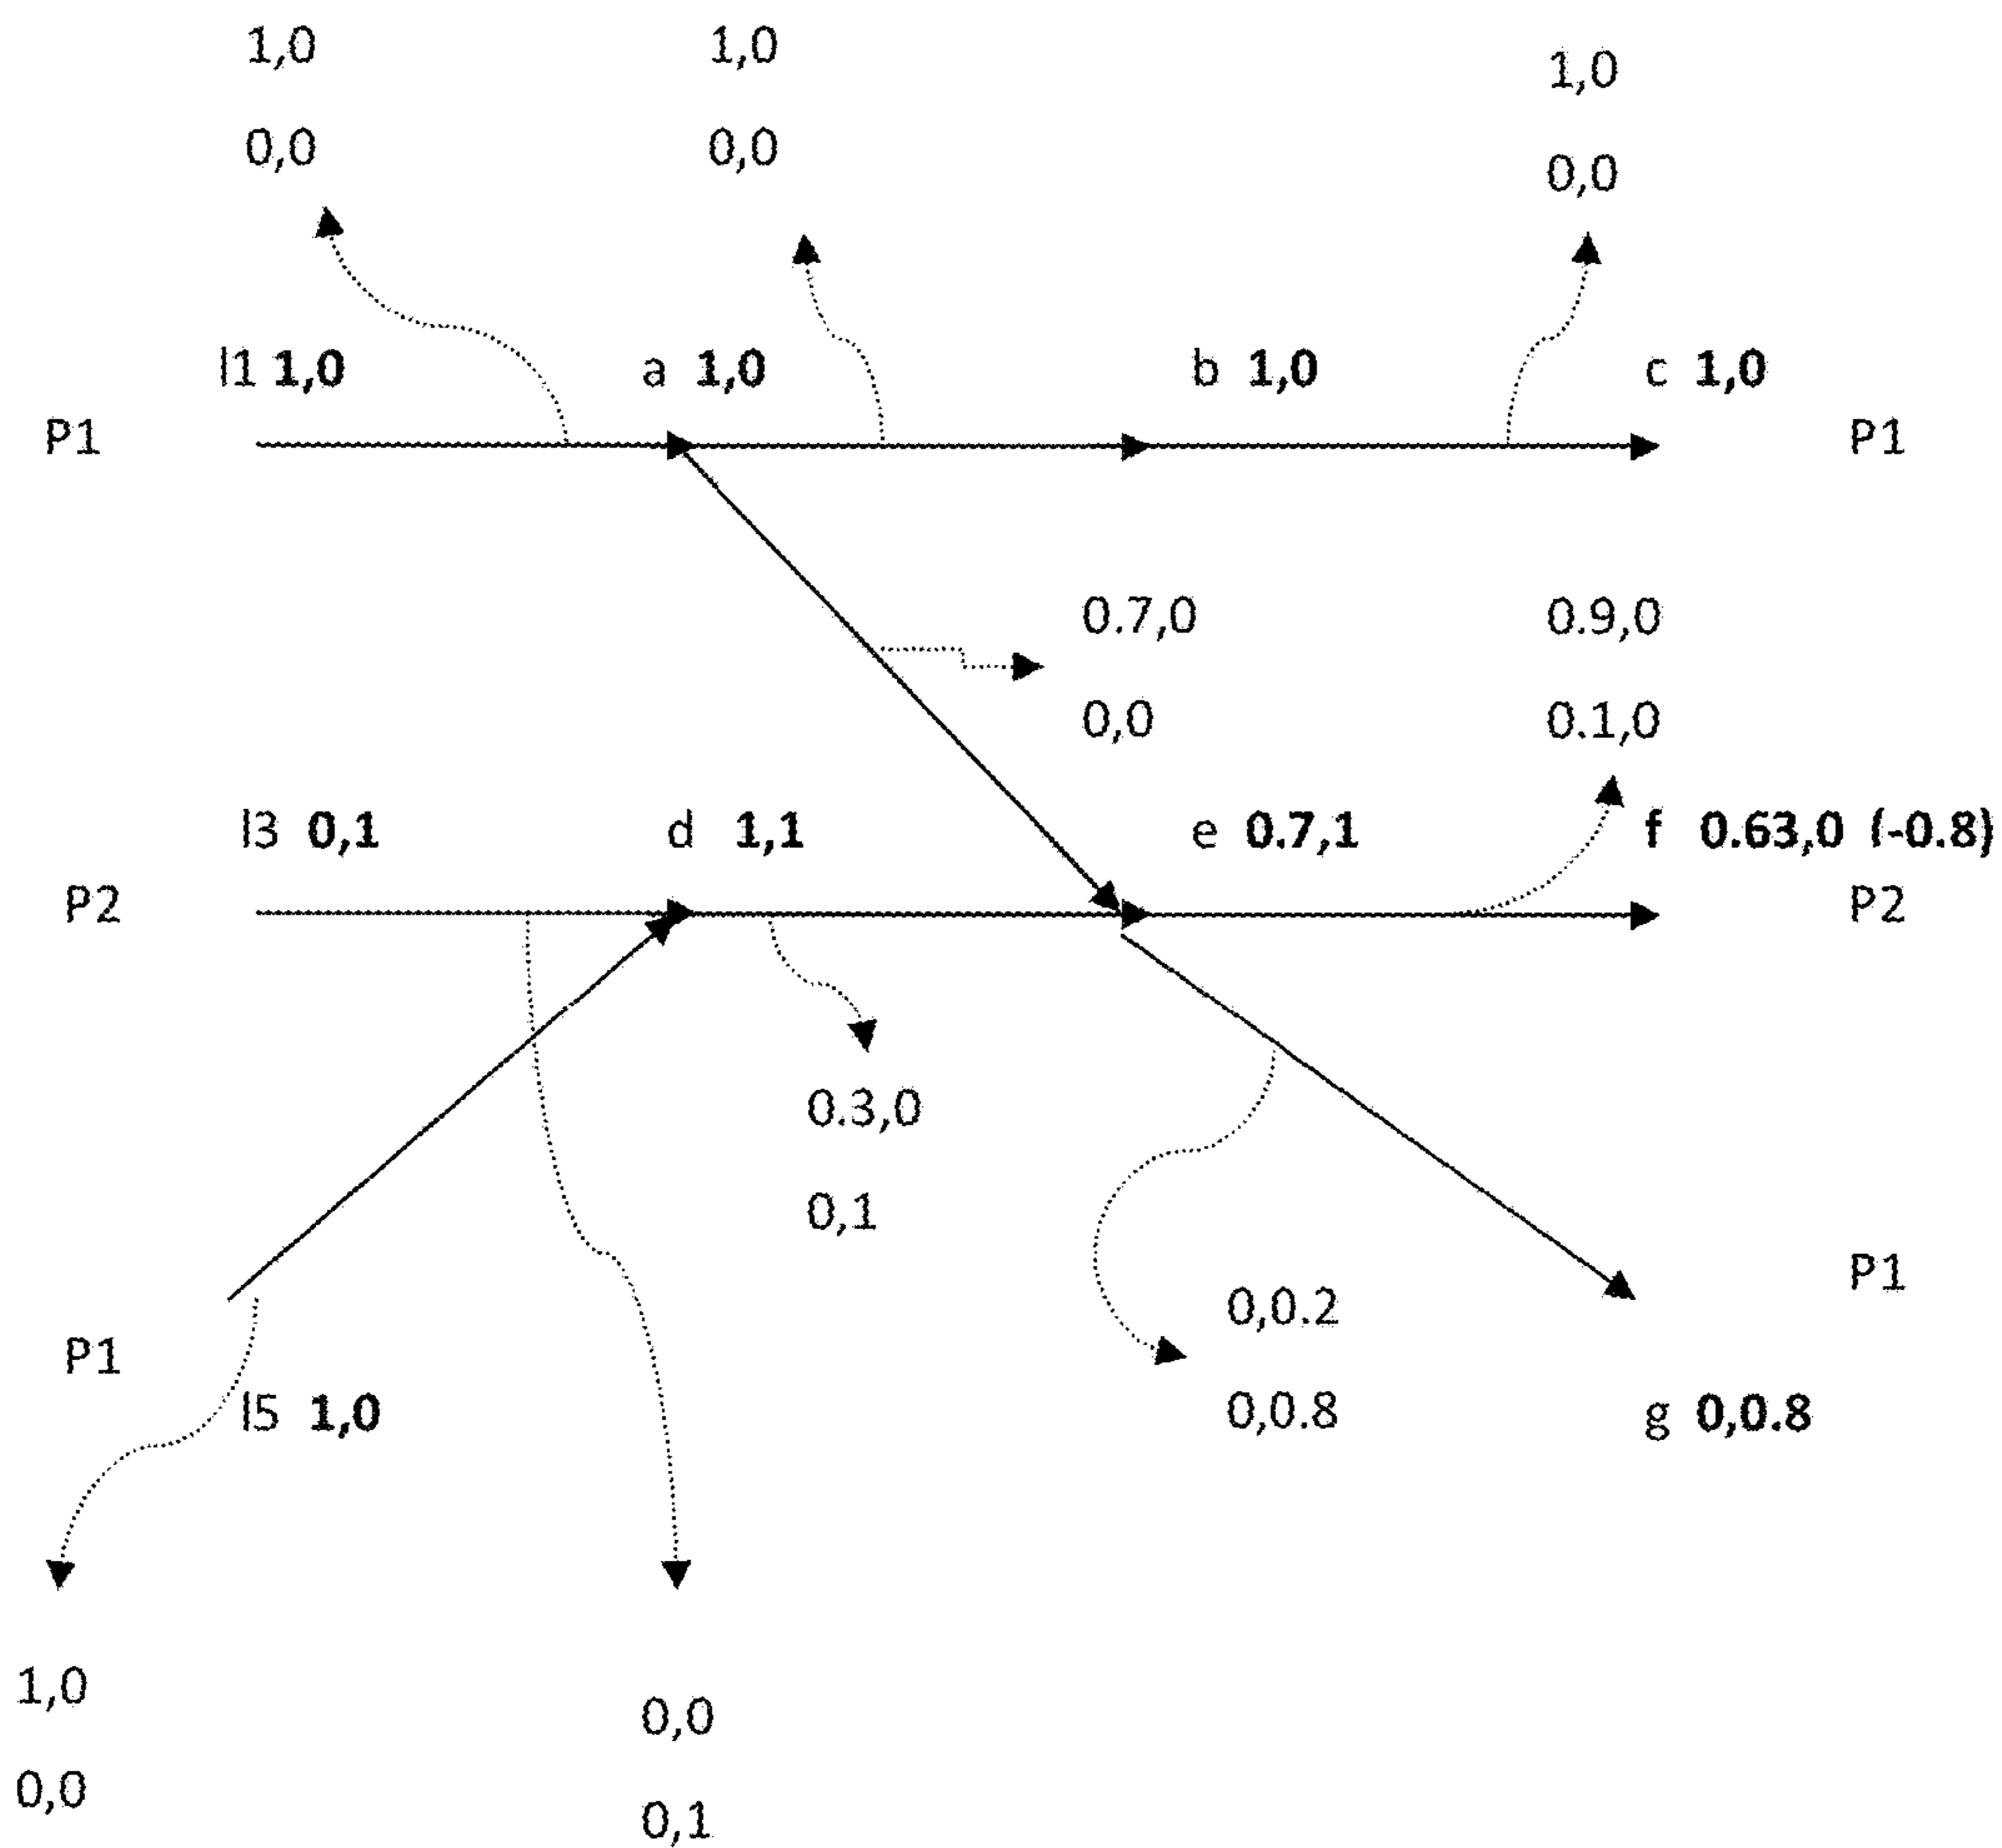 1,0
1,0
1,0
0,0
0,0
0,0
l1 1,0
a 1,0
b 1,0
c 1,0
P1
P1
0.7,0
0.9,0
0,0
0.1,0
l3 0,1
d 1,1
e 0.7,1
f 0.63,0 (-0.8)
P2
P2
0.3,0
0,1
P1
0,0.2
P1
l5 1,0
0,0.8
g 0,0.8
1,0
0,0
0,0
0,1